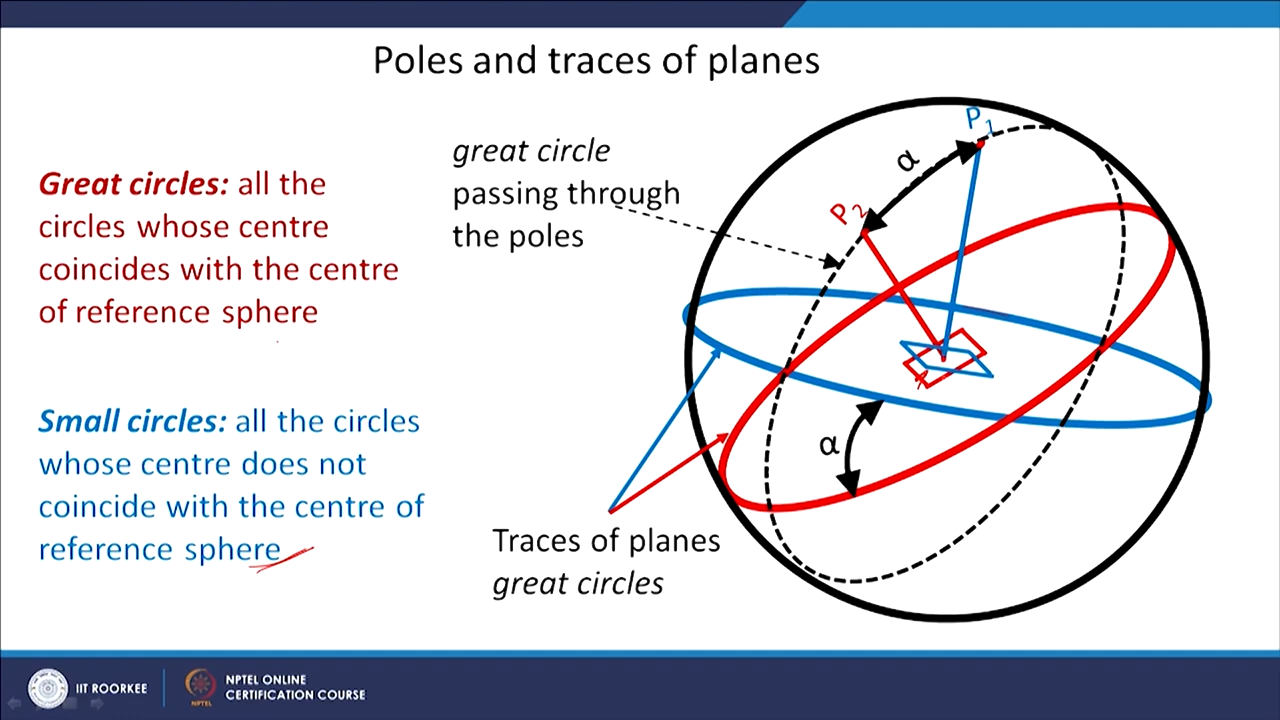 Poles and traces of planes
Great circles: all the
circles whose centre
coincides with the centre
of reference sphere
Small circles: all the circles
whose centre does not
coincide with the centre of
reference sphere
great circle
passing through
the poles
P1
α
P2
α
Traces of planes
great circles
IIT ROORKEE
NPTEL
NPTEL ONLINE
CERTIFICATION COURSE